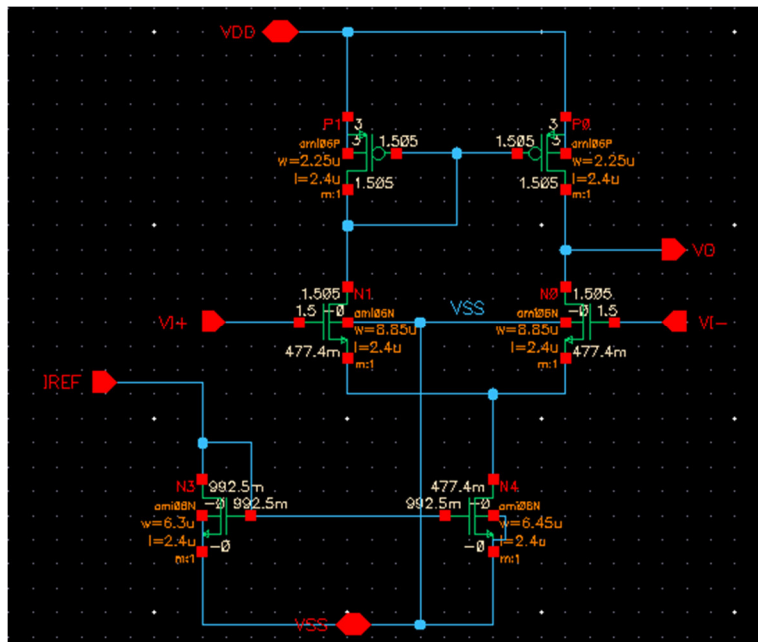 VDD
P1
3
3
ami06P
w=2.25u
l=2.4u
m:1
1.505
1.505
P0
3
3
1.505
ami06P
w=2.25u
l=2.4u
m:1
1.505
VO
1.505
N1
VI+
1.5
-0
ami06N
w=8.85u
l=2.4u
m:1
477.4m
VSS
N0
1.505
-0
1.5
ami06N
w=8.85u
l=2.4u
m:1
477.4m
VI-
IREF
N3
992.5m
-0
992.5m
ami06N
w=6.3u
l=2.4u
m:1
-0
477.4m
N4
992.5m
-0
ami06N
w=6.45u
l=2.4u
m:1
-0
VSS